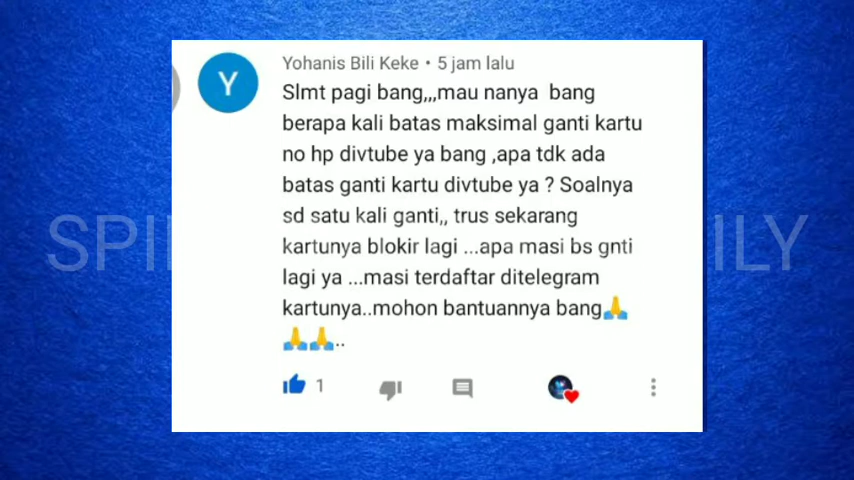 Yohanis Bili Keke • 5 jam lalu
Slmt pagi bang,,,mau nanya bang
berapa kali batas maksimal ganti kartu
no hp divtube ya bang ,apa tdk ada
batas ganti kartu divtube ya ? Soalnya
sd satu kali ganti,, trus sekarang
kartunya blokir lagi ...apa masi bs gnti
lagi ya ...masi terdaftar ditelegram
kartunya..mohon bantuannya bang🙏
🙏🙏..
1
Y